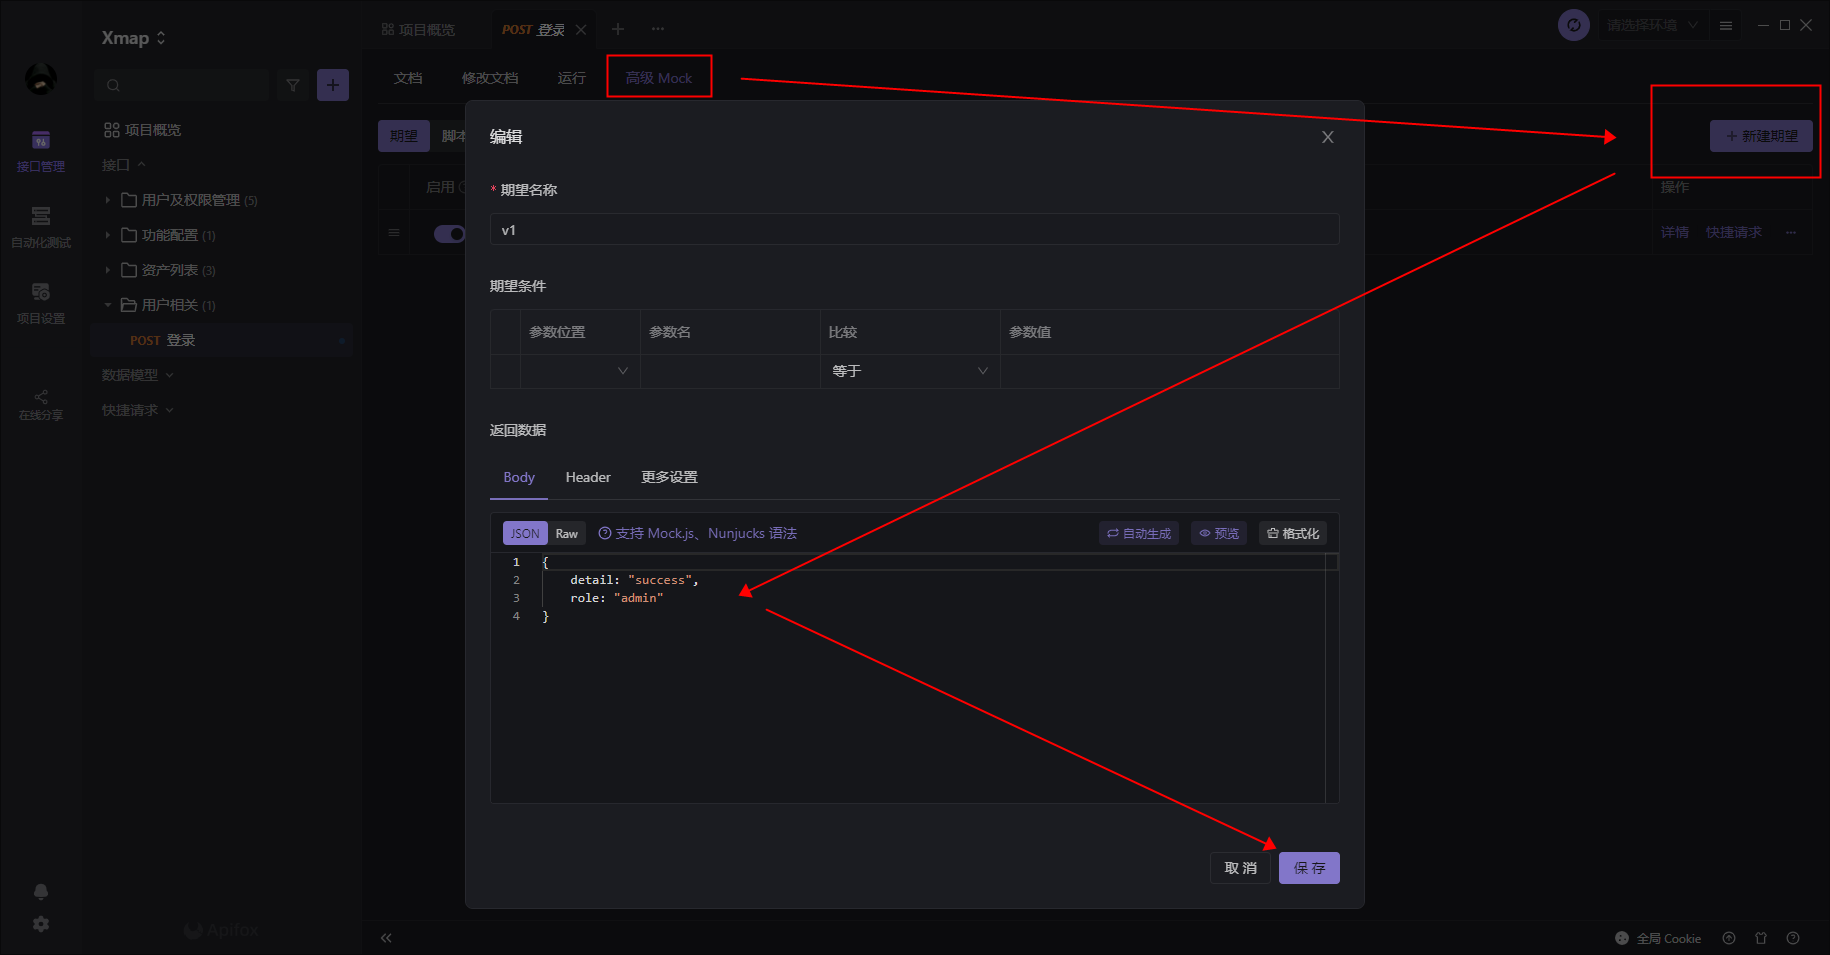 Xmap
项目概览
POST 登录
请选择环境
文档
修改文档
运行
高级 Mock
项目概览
接口管理
接口
用户及权限管理 (5)
功能配置 (1)
自动化测试
资产列表 (3)
用户相关 (1)
项目设置
POST 登录
数据模型
快捷请求
在线分享
Apifox
期望
脚本
+ 新建期望
启用
操作
详情
快捷请求
编辑
* 期望名称
v1
期望条件
参数位置
参数名
比较
参数值
等于
返回数据
Body
Header
更多设置
JSON
Raw
支持 Mock.js、Nunjucks 语法
自动生成
预览
格式化
1 {
2 detail: "success",
3 role: "admin"
4 }
取 消
保 存
全局 Cookie